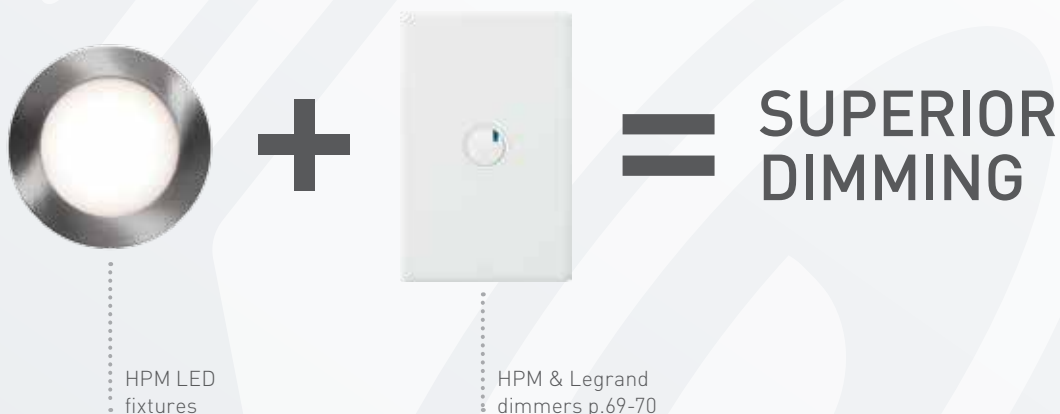 SUPERIOR
DIMMING
HPM LED
fixtures
HPM & Legrand
dimmers p.69-70